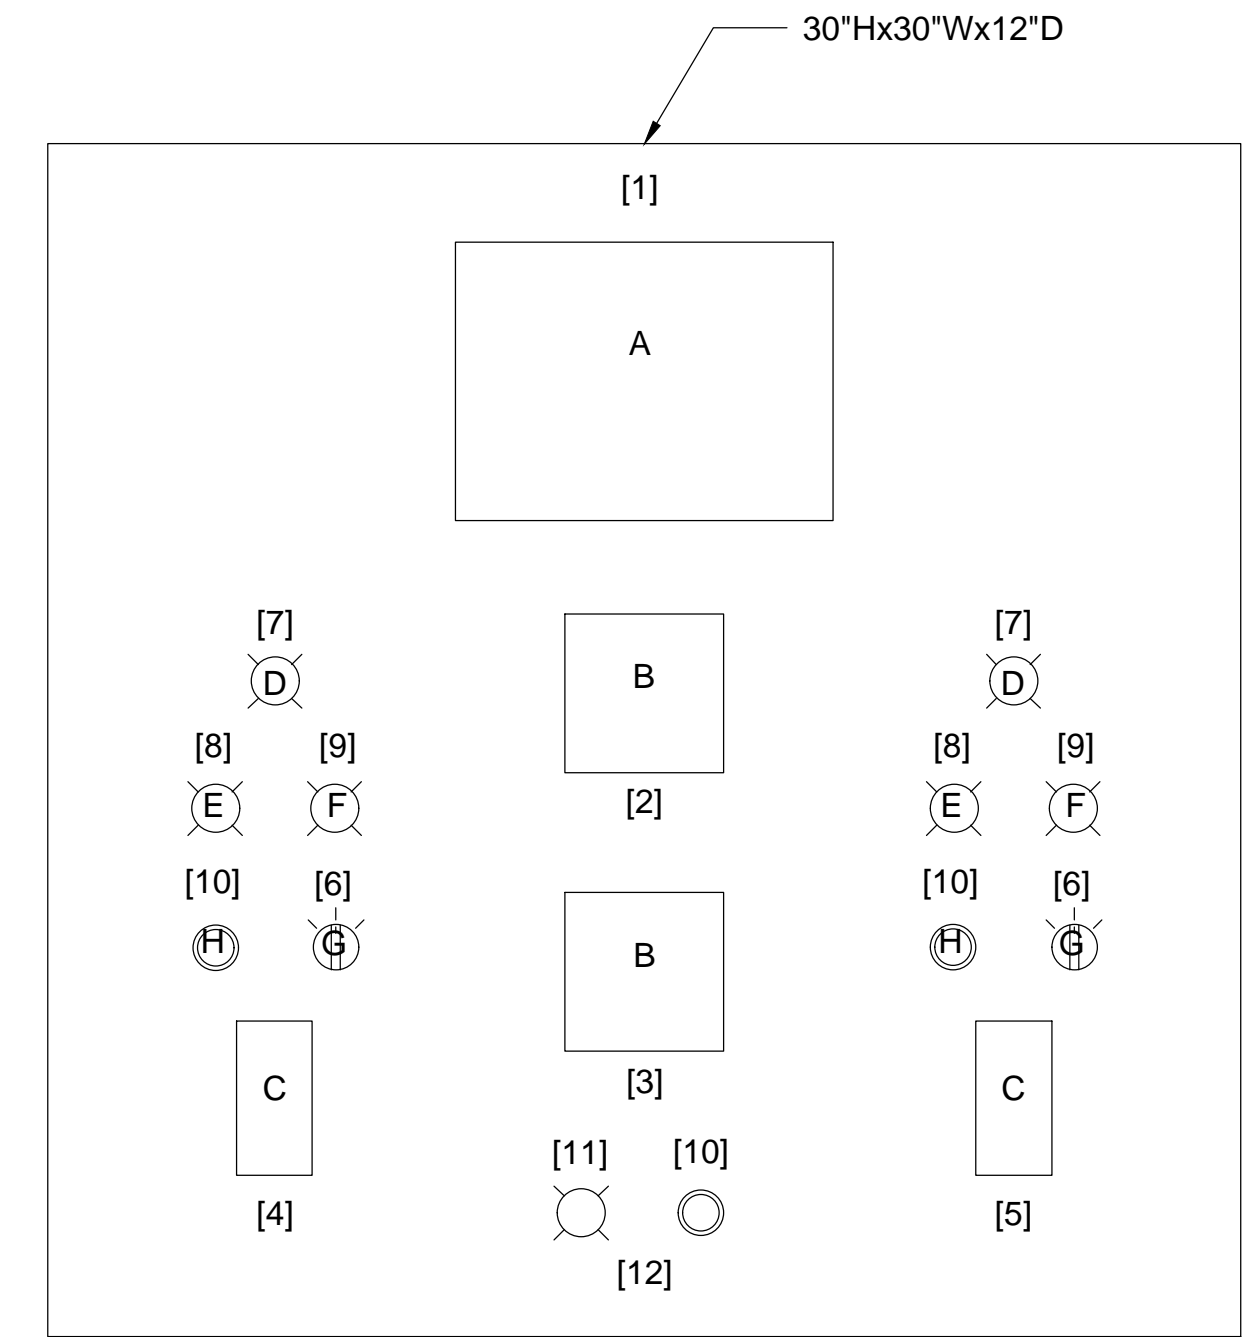 30"Hx30"Wx12"D
[1]
A
[7] [7]
D B D
[8] [9] [8] [9]
[2]
E F E F
[10] [6] [10] [6]
H G B H G
[3]
C C
[11] [10]
[4] [5]
[12]